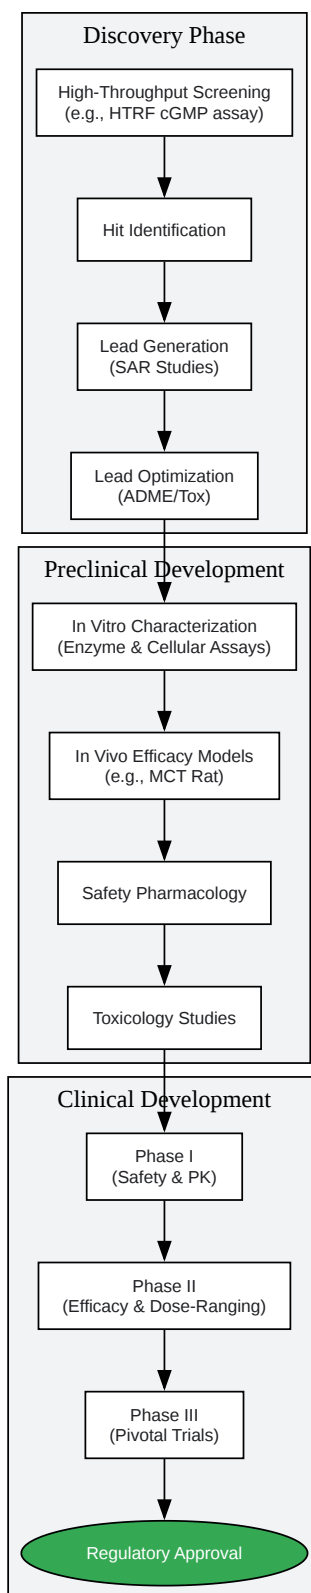 Discovery Phase
High-Throughput Screening
(e.g., HTRF cGMP assay)
Hit Identification
Lead Generation
(SAR Studies)
Lead Optimization
(ADME/Tox)
Preclinical Development
In Vitro Characterization
(Enzyme & Cellular Assays)
In Vivo Efficacy Models
(e.g., MCT Rat)
Safety Pharmacology
Toxicology Studies
Clinical Development
Phase I
(Safety & PK)
Phase II
(Efficacy & Dose-Ranging)
Phase III
(Pivotal Trials)
Regulatory Approval